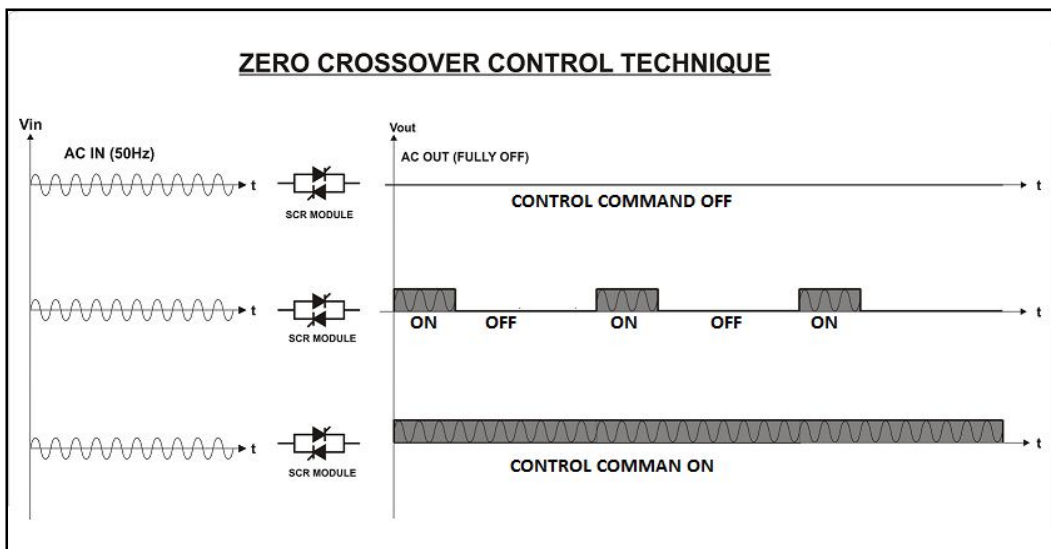 ZERO CROSSOVER CONTROL TECHNIQUE
Vin
Vout
AC IN (50Hz)
AC OUT (FULLY OFF)
t
t
SCR MODULE
CONTROL COMMAND OFF
t
t
SCR MODULE
ON
OFF
ON
OFF
ON
t
t
SCR MODULE
CONTROL COMMAN ON